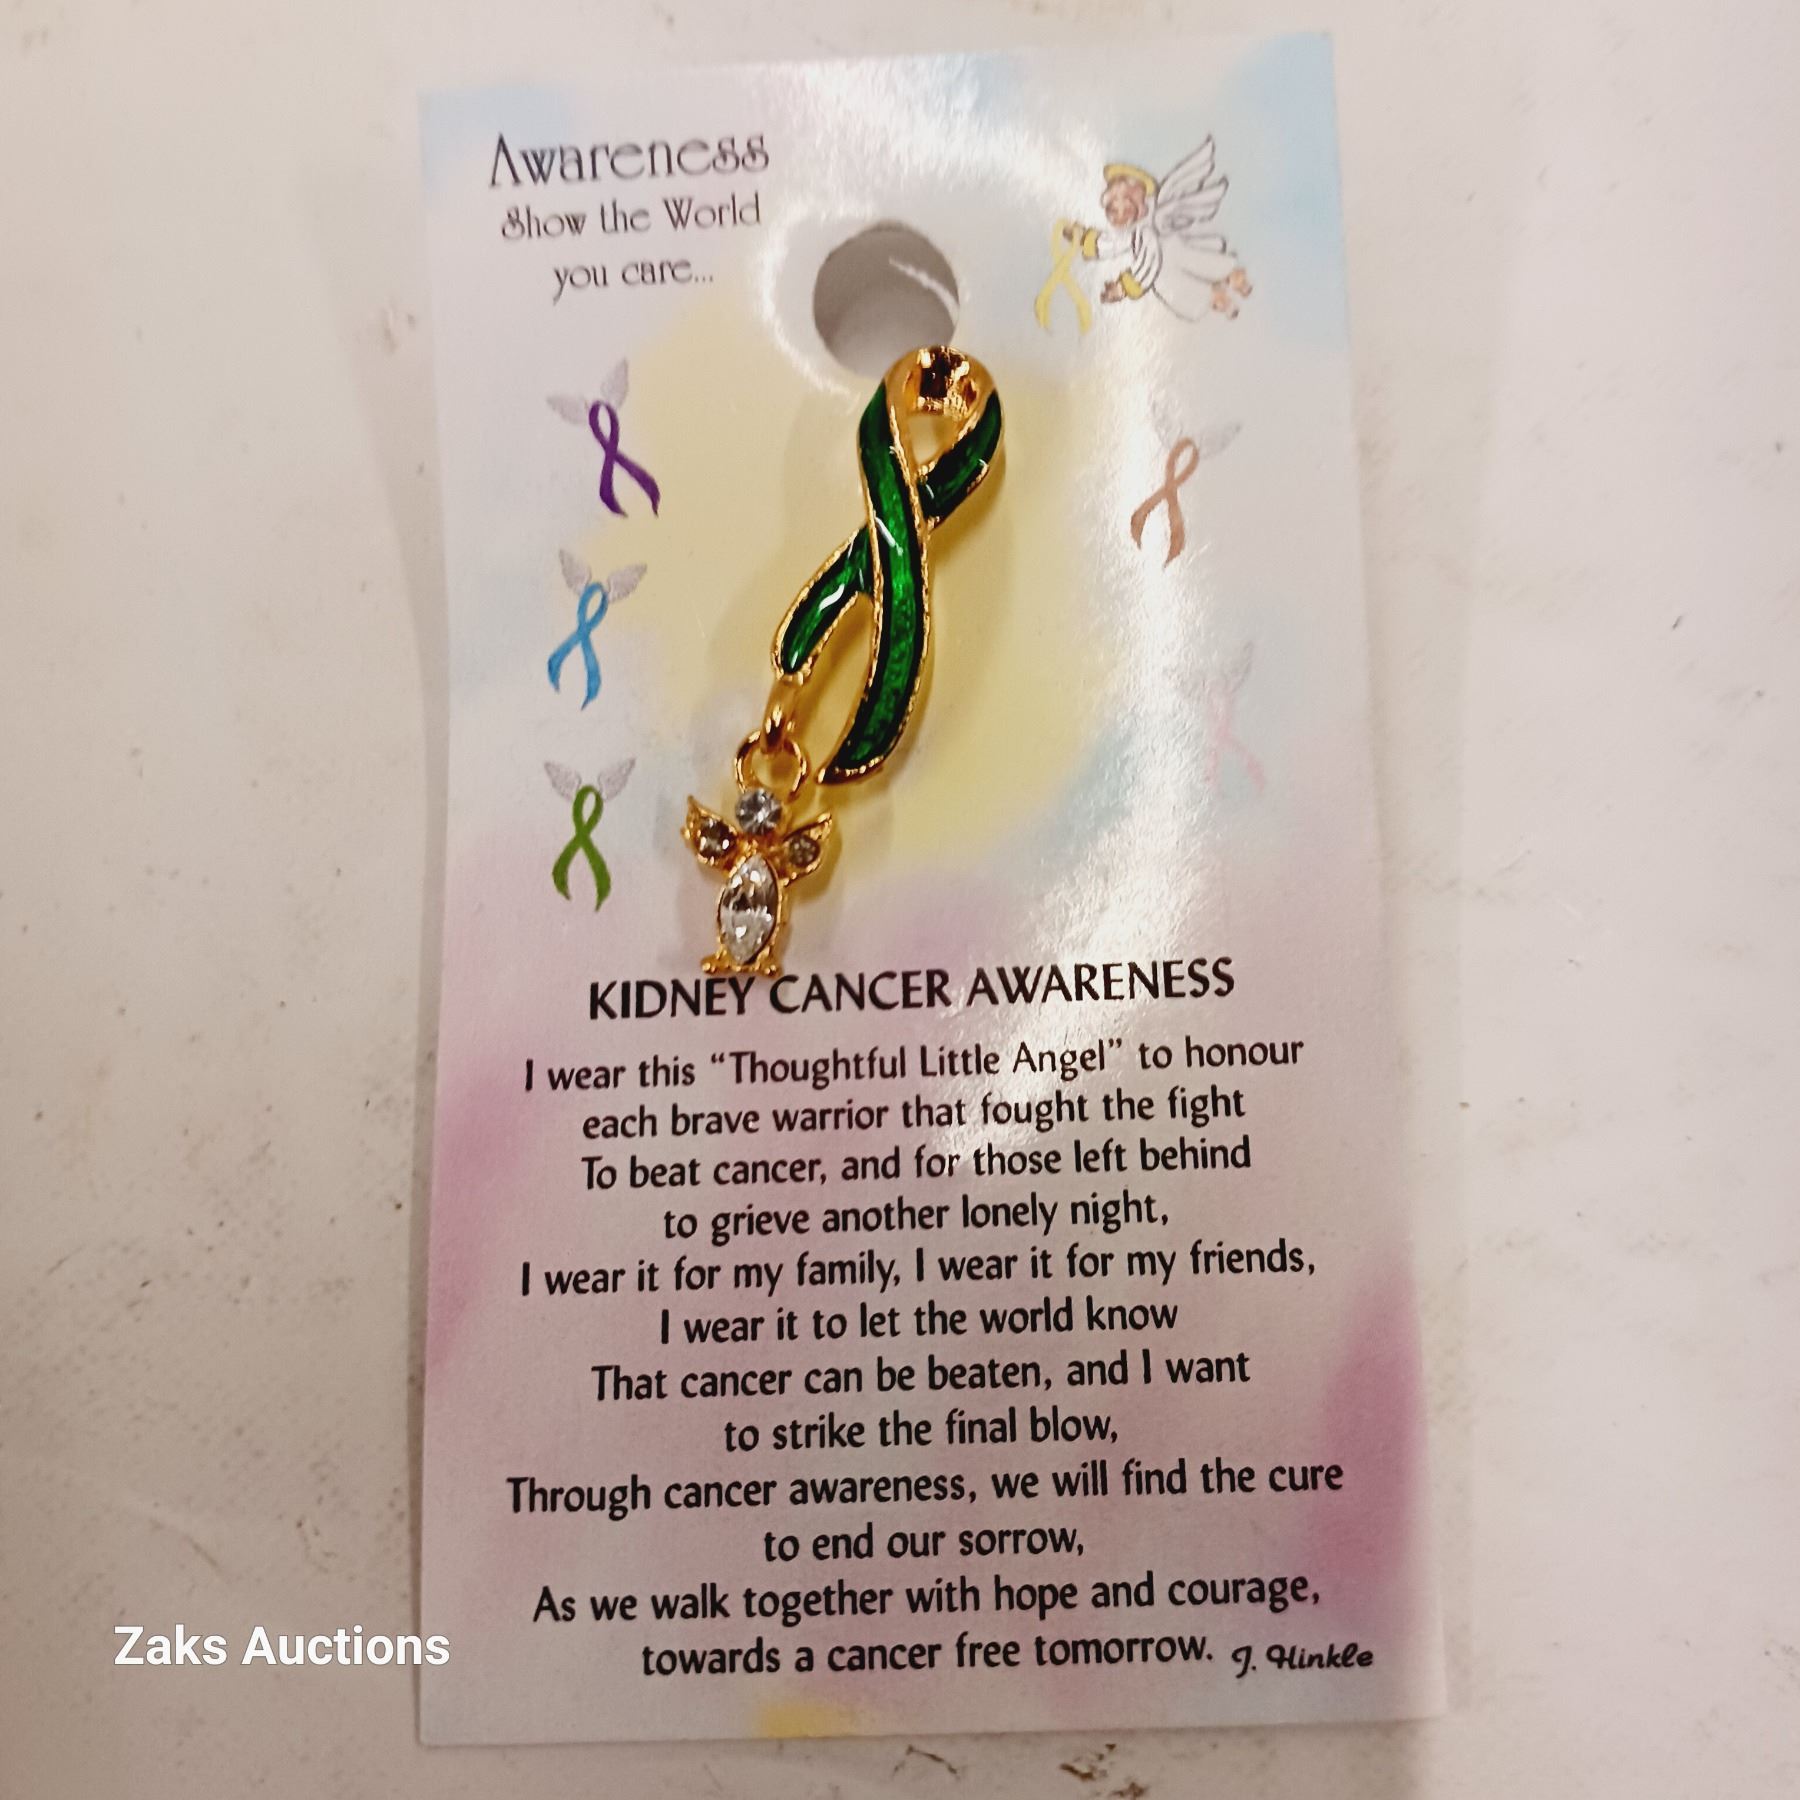 Awareness
Show the World
you care...
KIDNEY CANCER AWARENESS
I wear this “Thoughtful Little Angel” to honour
each brave warrior that fought the fight
To beat cancer, and for those left behind
to grieve another lonely night,
I wear it for my family, I wear it for my friends,
I wear it to let the world know
That cancer can be beaten, and I want
to strike the final blow,
Through cancer awareness, we will find the cure
to end our sorrow,
As we walk together with hope and courage,
towards a cancer free tomorrow. J. Hinkle
Zaks Auctions